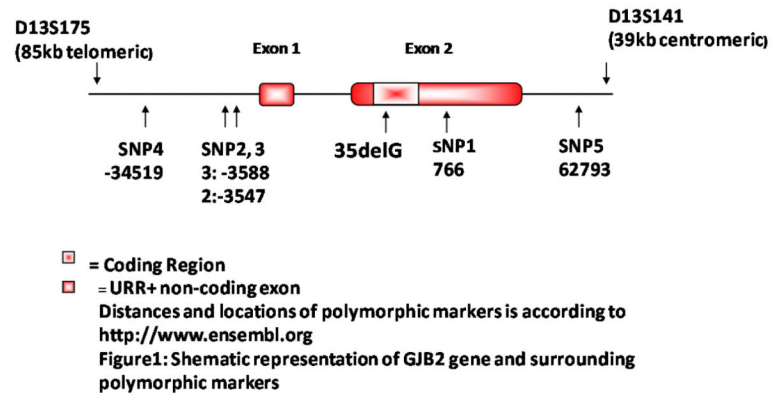 D13S175
(85kb telomeric)
Exon 1
Exon 2
D13S141
(39kb centromeric)
SNP4
-34519
SNP2, 3
3: -3588
2:-3547
35delG
sNP1
766
SNP5
62793
= Coding Region
= URR+ non-coding exon
Distances and locations of polymorphic markers is according to
http://www.ensembl.org
Figure1: Shematic representation of GJB2 gene and surrounding
polymorphic markers